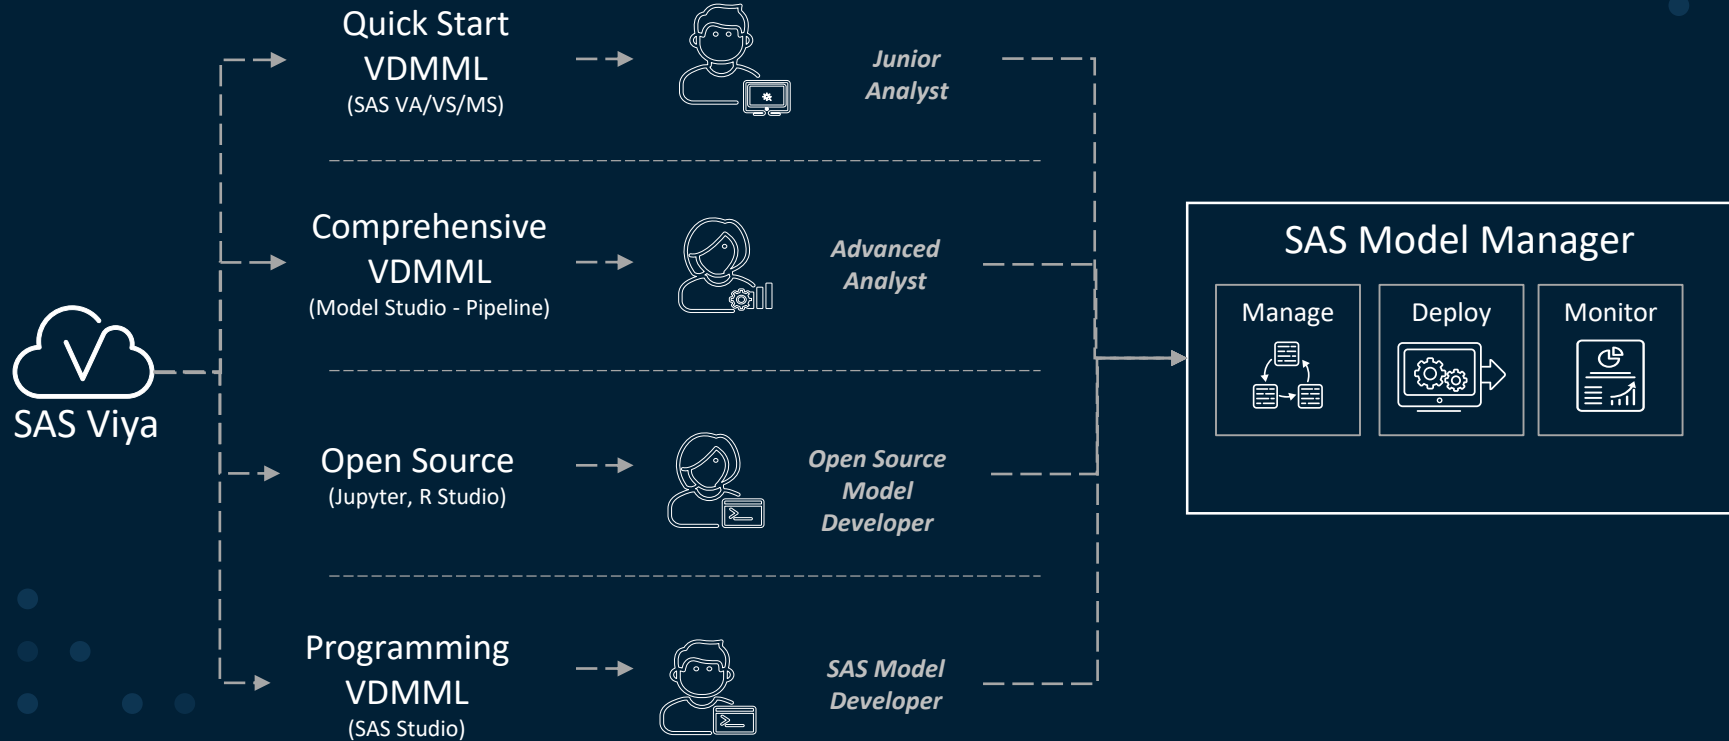 Quick Start
VDMML
(SAS VA/VS/MS)
Junior
Analyst
Comprehensive
VDMML
(Model Studio - Pipeline)
Advanced
Analyst
SAS Viya
Open Source
(Jupyter, R Studio)
Open Source
Model
Developer
Programming
VDMML
(SAS Studio)
SAS Model
Developer
SAS Model Manager
Manage
Deploy
Monitor